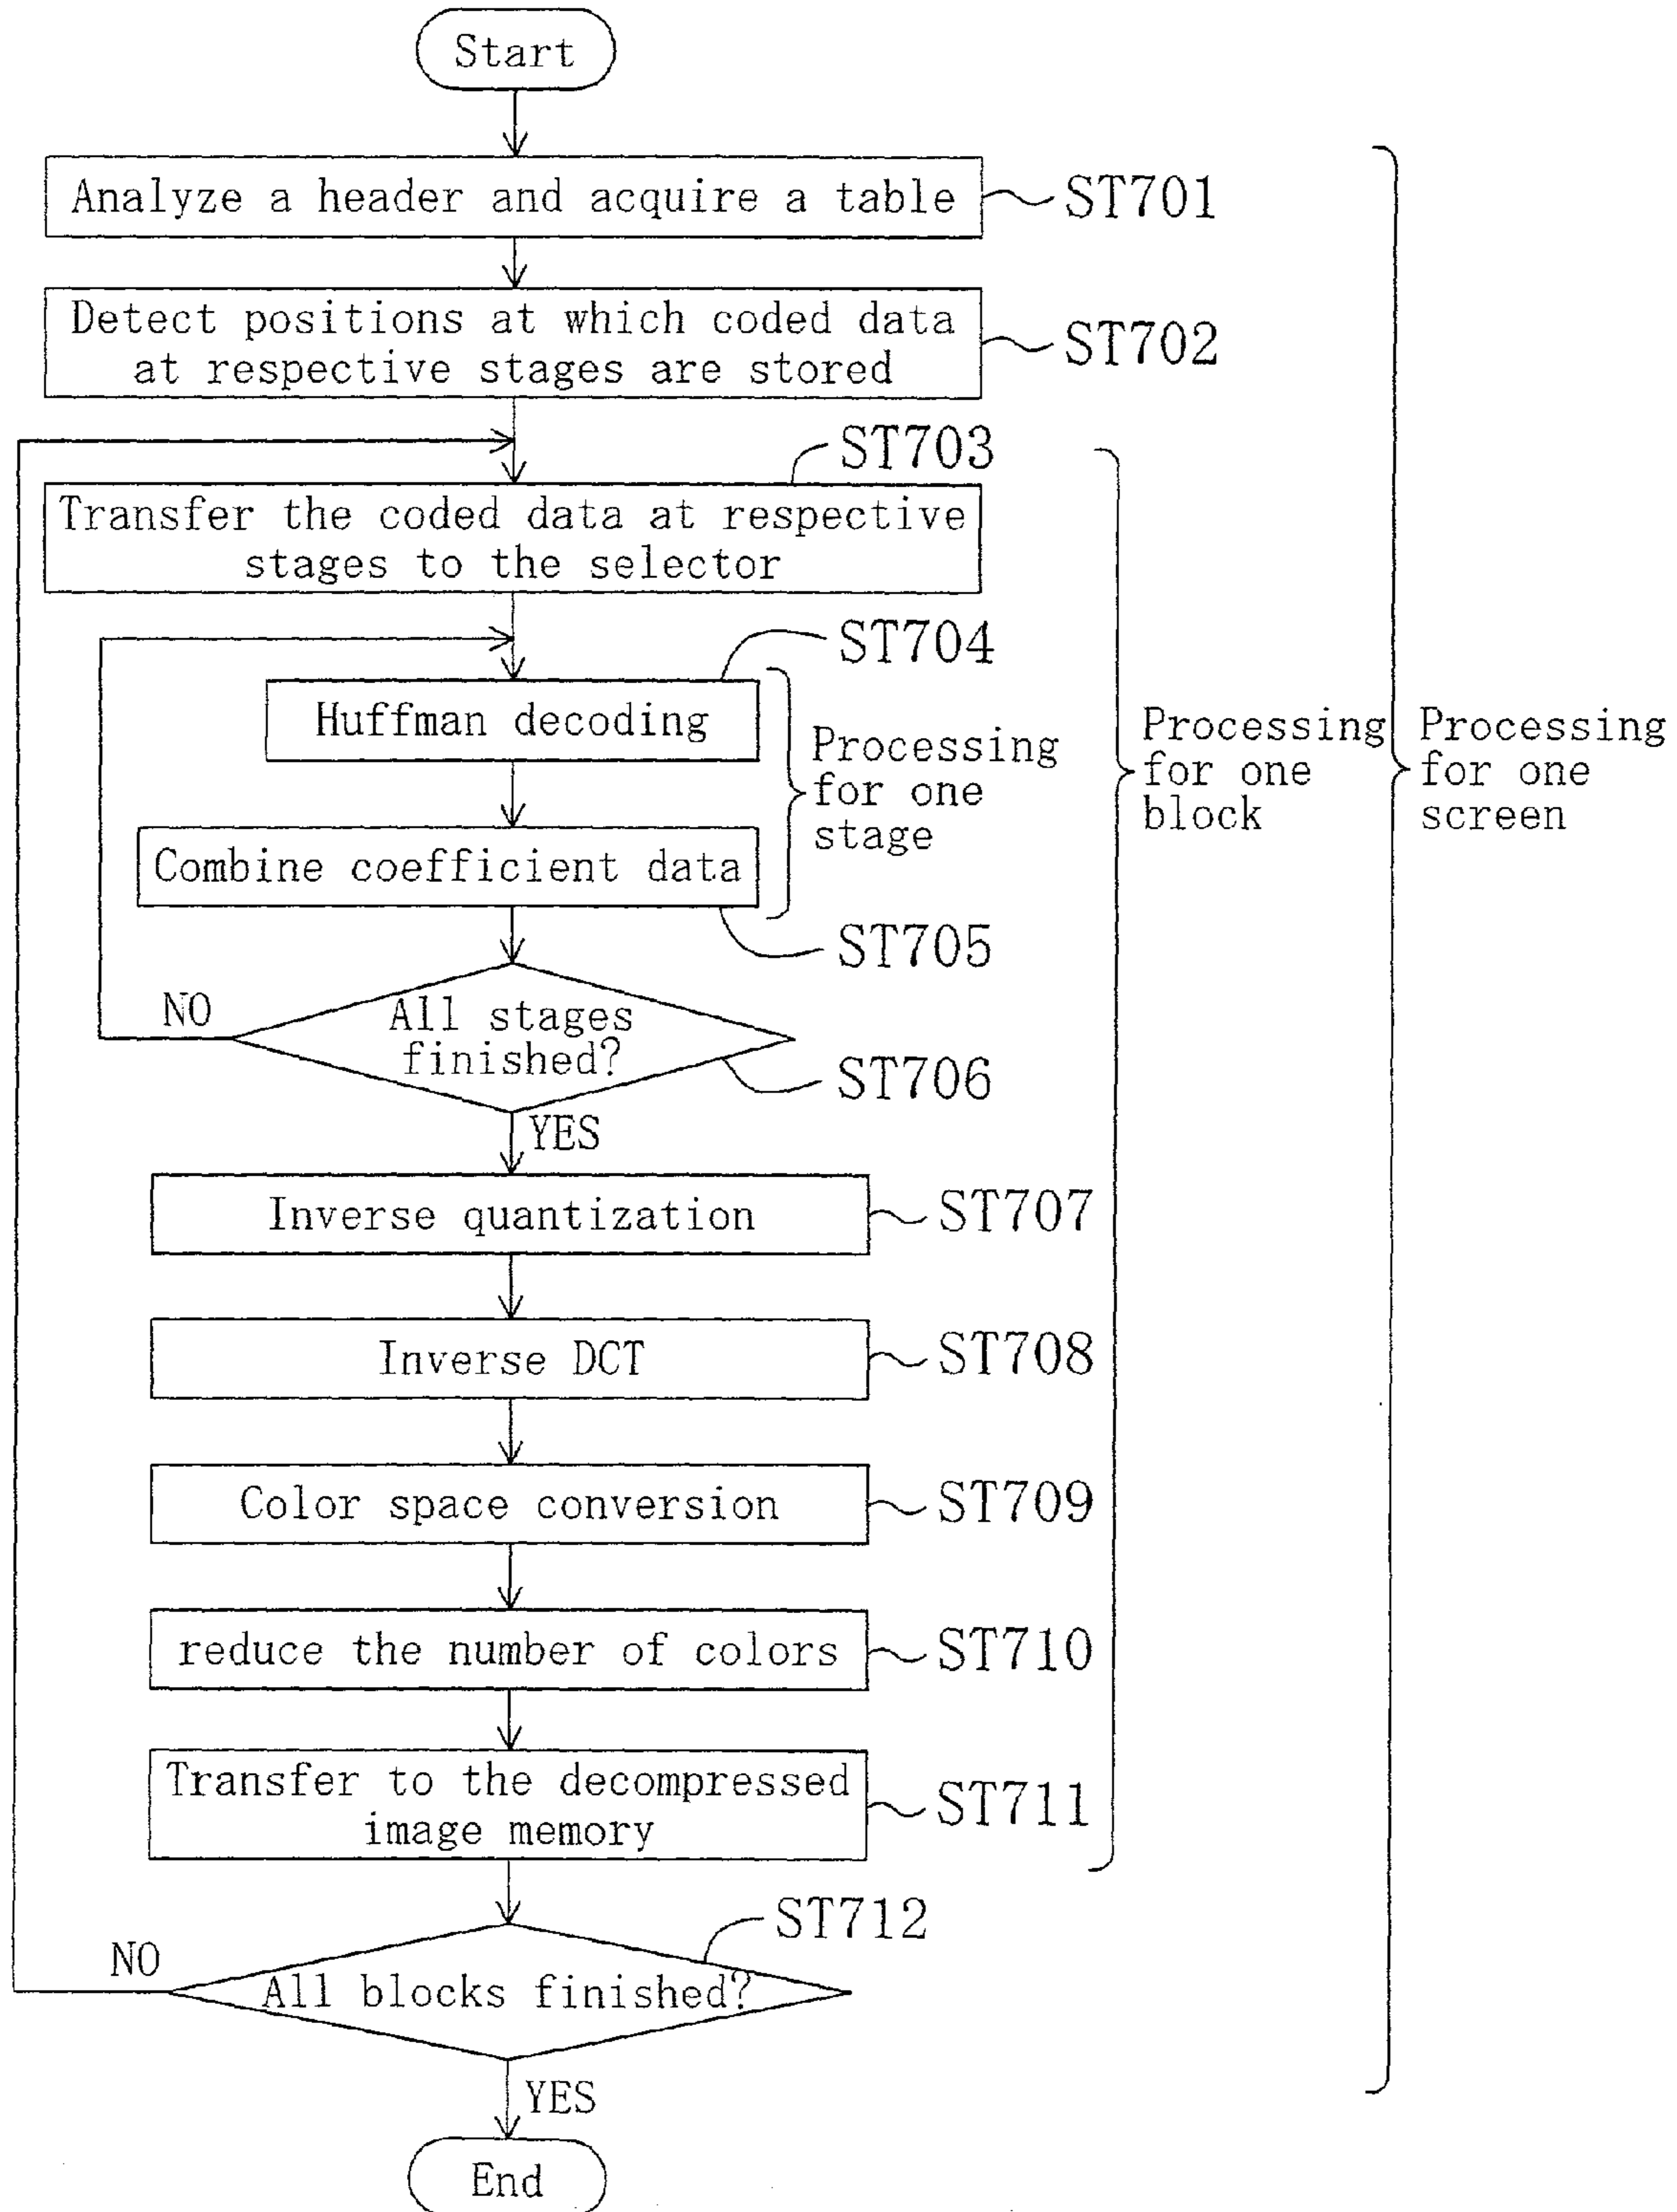 Start
Analyze a header and acquire a table
ST701
Detect positions at which coded data
at respective stages are stored
ST702
ST703
Transfer the coded data at respective
stages to the selector
ST704
Huffman decoding
Combine coefficient data
ST705
Processing
for one
stage
Processing
for one
block
Processing
for one
screen
NO
All stages
finished?
ST706
YES
Inverse quantization
ST707
Inverse DCT
ST708
Color space conversion
ST709
reduce the number of colors
ST710
Transfer to the decompressed
image memory
ST711
ST712
NO
All blocks finished?
YES
End